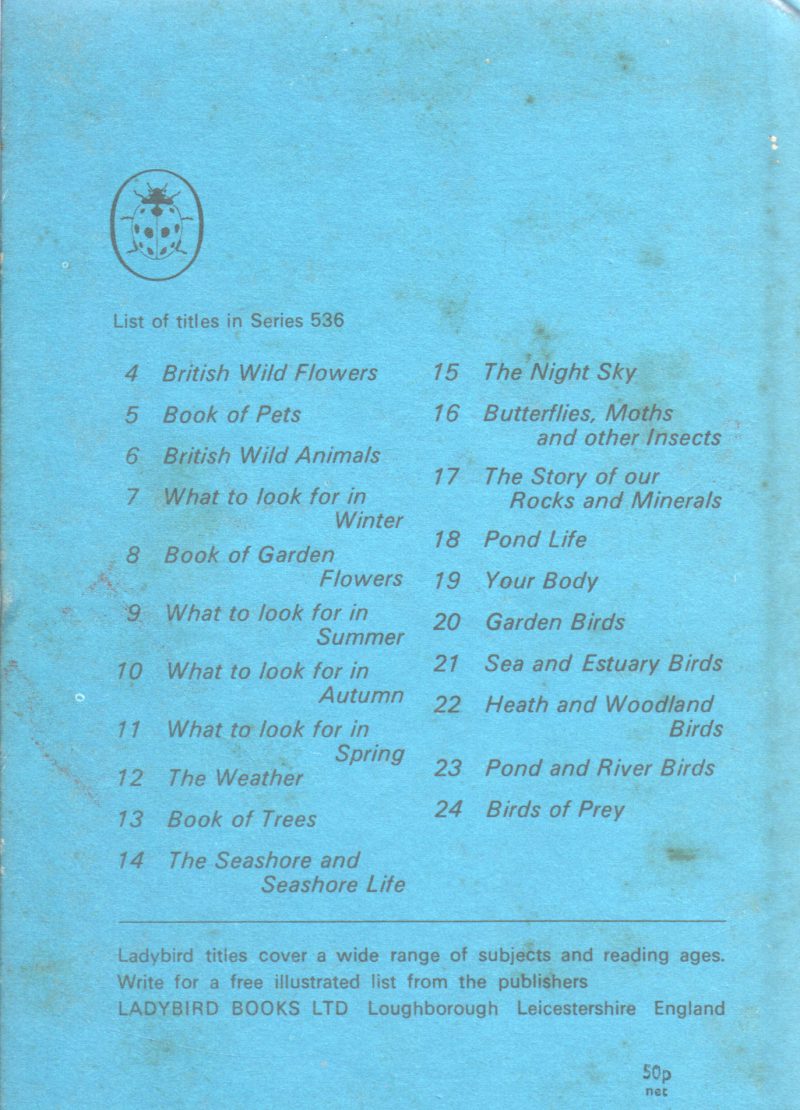 List of titles in Series 536
4 British Wild Flowers
5 Book of Pets
6 British Wild Animals
7 What to look for in
Winter
8 Book of Garden
Flowers
9 What to look for in
Summer
10 What to look for in
Autumn
11 What to look for in
Spring
12 The Weather
13 Book of Trees
14 The Seashore and
Seashore Life
15 The Night Sky
16 Butterflies, Moths
and other Insects
17 The Story of our
Rocks and Minerals
18 Pond Life
19 Your Body
20 Garden Birds
21 Sea and Estuary Birds
22 Heath and Woodland
Birds
23 Pond and River Birds
24 Birds of Prey
Ladybird titles cover a wide range of subjects and reading ages.
Write for a free illustrated list from the publishers
LADYBIRD BOOKS LTD Loughborough Leicestershire England
50p
net